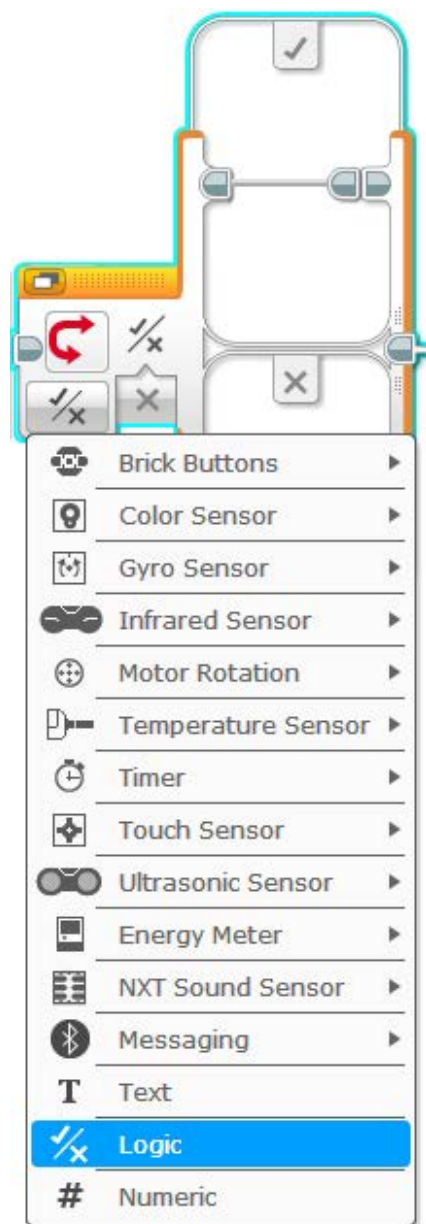 Brick Buttons
Color Sensor
Gyro Sensor
Infrared Sensor
Motor Rotation
Temperature Sensor
Timer
Touch Sensor
Ultrasonic Sensor
Energy Meter
NXT Sound Sensor
Messaging
T Text
Logic
# Numeric